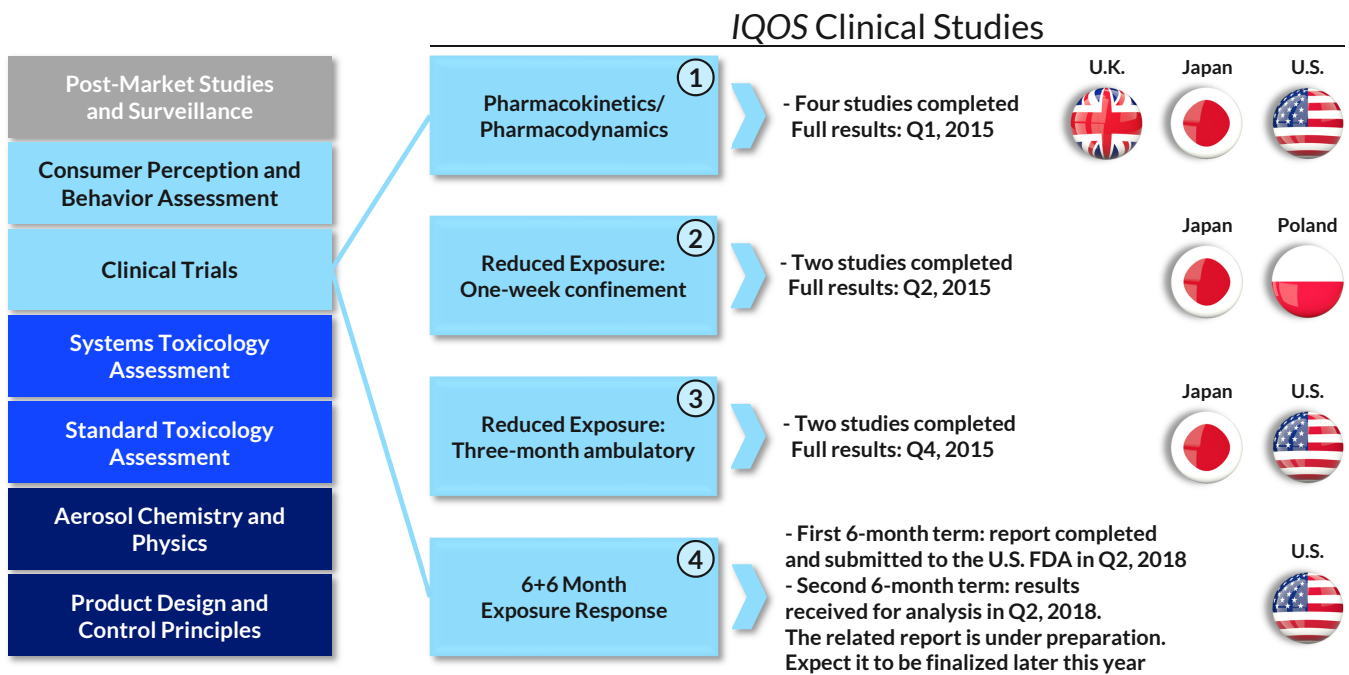 IQOS Clinical Studies
Post-Market Studies
and Surveillance
Consumer Perception and
Behavior Assessment
Clinical Trials
Systems Toxicology
Assessment
Standard Toxicology
Assessment
Aerosol Chemistry and
Physics
Product Design and
Control Principles
1
Pharmacokinetics/
Pharmacodynamics
- Four studies completed
Full results: Q1, 2015
U.K.
Japan
U.S.
2
Reduced Exposure:
One-week confinement
- Two studies completed
Full results: Q2, 2015
Japan
Poland
3
Reduced Exposure:
Three-month ambulatory
- Two studies completed
Full results: Q4, 2015
Japan
U.S.
4
6+6 Month
Exposure Response
- First 6-month term: report completed
and submitted to the U.S. FDA in Q2, 2018
- Second 6-month term: results
received for analysis in Q2, 2018.
The related report is under preparation.
Expect it to be finalized later this year
U.S.